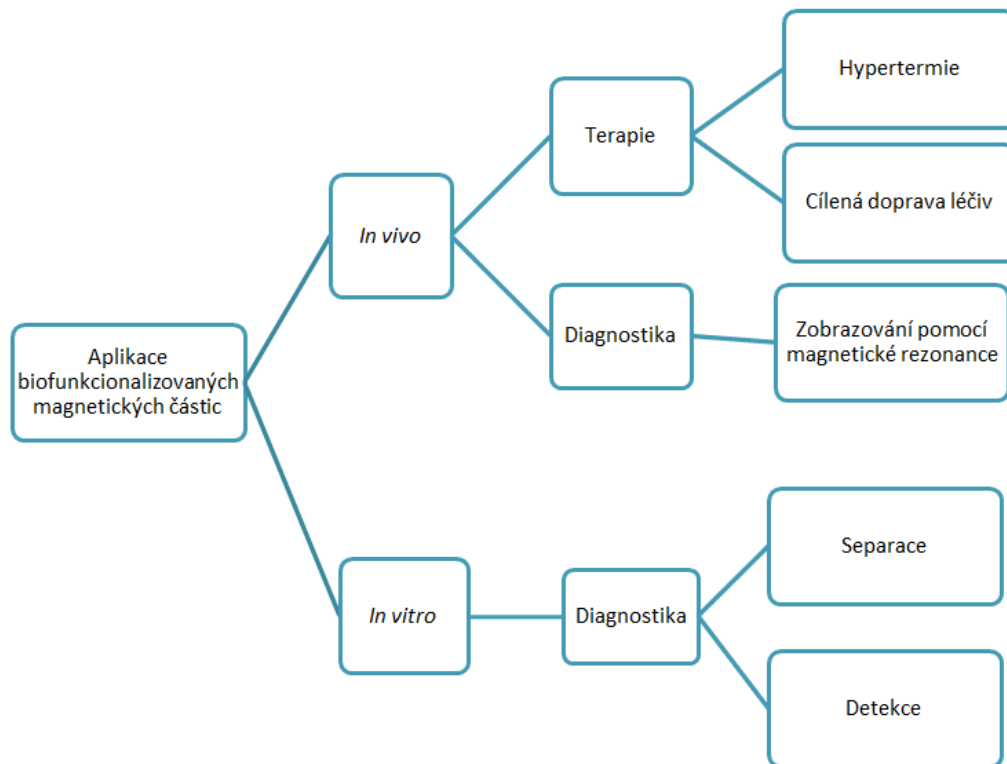 Aplikace
biofunkcionalizovaných
magnetických částic
In vivo
Terapie
Hypertermie
Cílená doprava léčiv
Diagnostika
Zobrazování pomocí
magnetické rezonance
In vitro
Diagnostika
Separace
Detekce